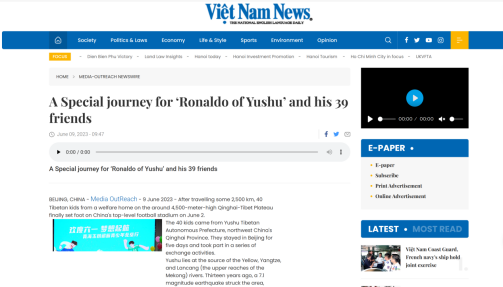 Việt Nam News
THE NATIONAL ENGLISH LANGUAGE DAILY
Society Politics & Laws Economy Life & Style Sports Environment Opinion
FOCUS Dien Bien Phu Victory Land Law Insights Hanoi today Hanoi Investment Promotion Hanoi Tourism Ho Chi Minh City in focus UKVFTA
HOME > MEDIA-OUTREACH NEWSWIRE
A Special journey for ‘Ronaldo of Yushu’ and his 39
friends
June 09, 2023 - 09:47
0:00 / 0:00
A Special journey for ‘Ronaldo of Yushu’ and his 39 friends
BEIJING, CHINA - Media OutReach - 9 June 2023 - After travelling some 2,500 km, 40
Tibetan kids from a welfare home on the around 4,500-meter-high Qinghai-Tibet Plateau
finally set foot on China's top-level football stadium on June 2.
The 40 kids came from Yushu Tibetan
Autonomous Prefecture, northwest China's
Qinghai Province. They stayed in Beijing for
five days and took part in a series of
exchange activities.
Yushu lies at the source of the Yellow, Yangtze,
and Lancang (the upper reaches of the
Mekong) rivers. Thirteen years ago, a 7.1
magnitude earthquake struck the area,
00:00 / 00:00
E-PAPER
E-paper
Subscribe
Print Advertisement
Online Advertisement
LATEST MOST READ
Việt Nam Coast Guard,
French navy's ship hold
joint exercise